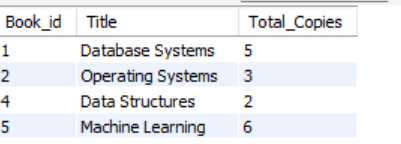 Book_id Title Total_Copies
1 Database Systems 5
2 Operating Systems 3
4 Data Structures 2
5 Machine Learning 6